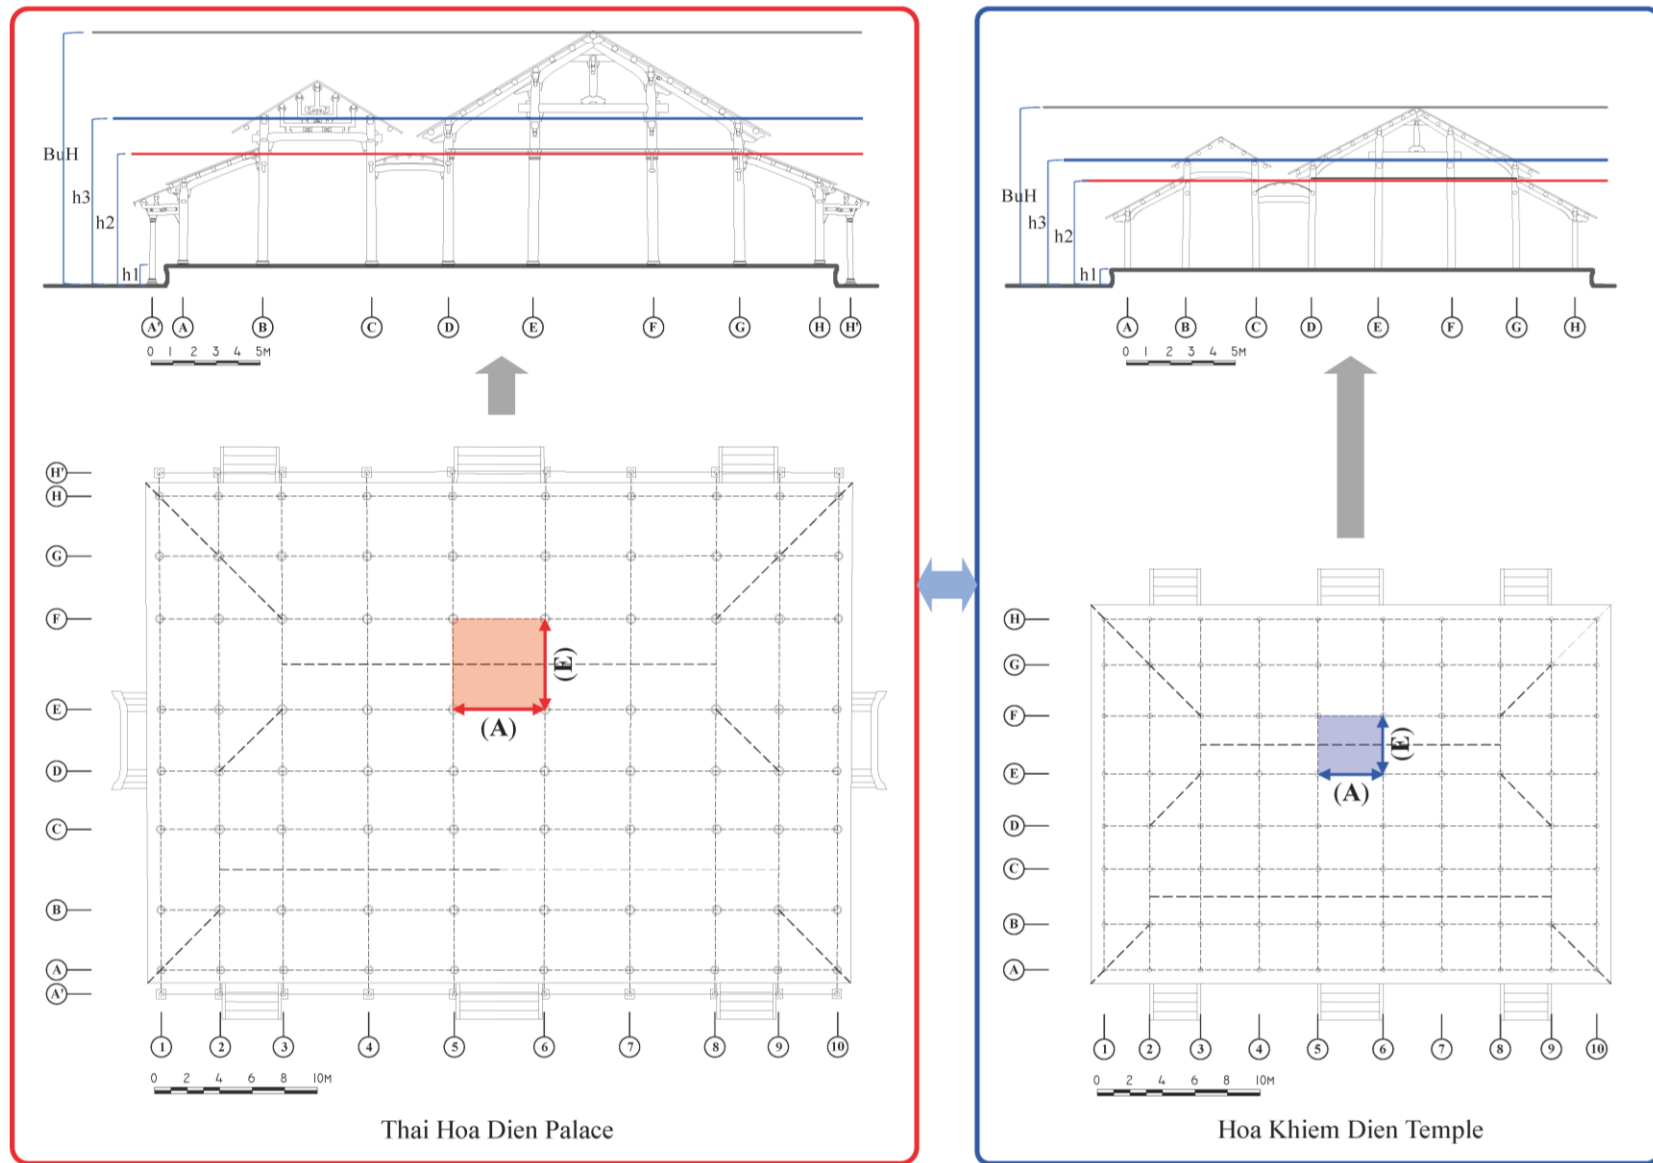 BuH
h3
h2
h1
A' A B C D E F G H H'
0 1 2 3 4 5M
H'
H
G
F
(E)
E
(A)
D
C
B
A
A'
1 2 3 4 5 6 7 8 9 10
0 2 4 6 8 10M
Thai Hoa Dien Palace
BuH
h3
h2
h1
A B C D E F G H
0 1 2 3 4 5M
H
G
F
(E)
E
(A)
D
C
B
A
1 2 3 4 5 6 7 8 9 10
0 2 4 6 8 10M
Hoa Khiem Dien Temple